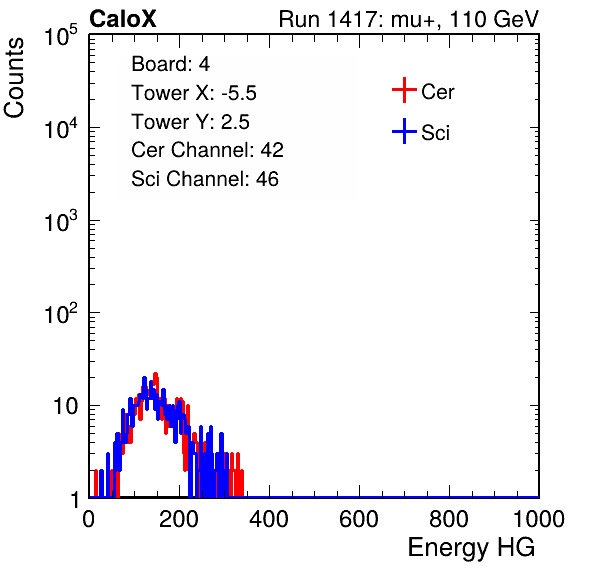 CaloX Run 1417: mu+, 110 GeV
Counts
Board: 4
Tower X: -5.5
Tower Y: 2.5
Cer Channel: 42
Sci Channel: 46
Cer
Sci
10^5
10^4
10^3
10^2
10
1
0 200 400 600 800 1000
Energy HG